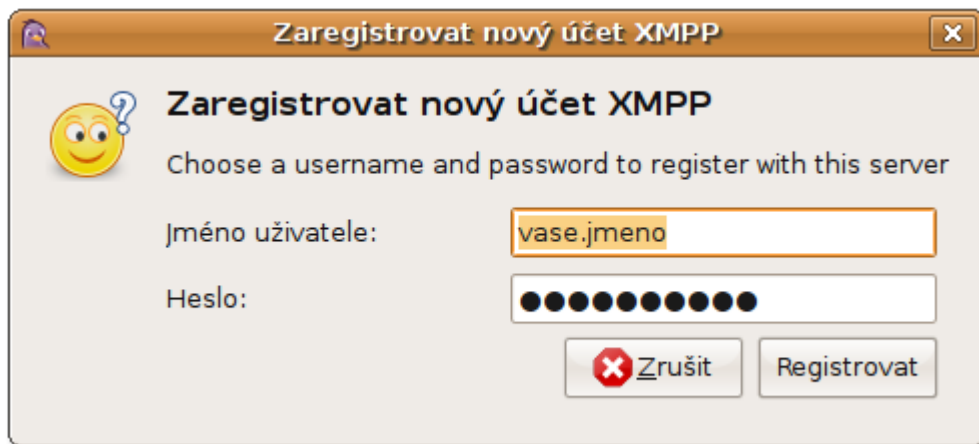 Zaregistrovat nový účet XMPP
Zaregistrovat nový účet XMPP
Choose a username and password to register with this server
Jméno uživatele: vase.jmeno
Heslo: ●●●●●●●●●●
Zrušit Registrovat